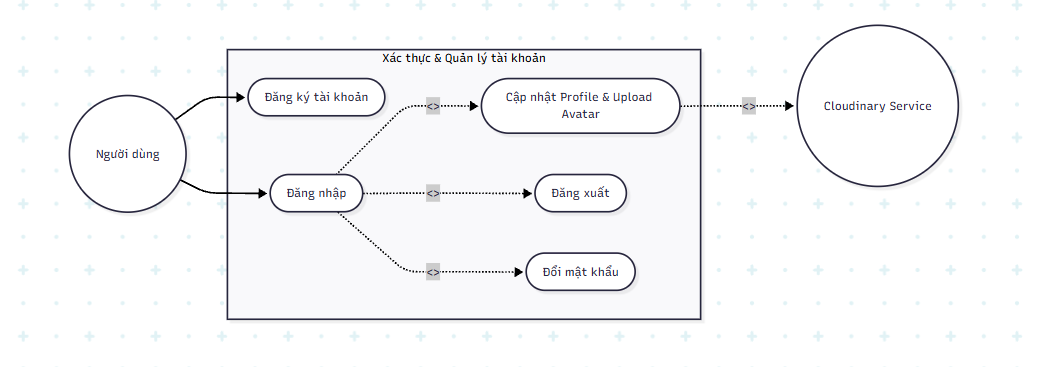 Xác thực & Quản lý tài khoản
Người dùng
Đăng ký tài khoản
<>
Cập nhật Profile & Upload
Avatar
<>
Cloudinary Service
Đăng nhập
<>
Đăng xuất
<>
Đổi mật khẩu